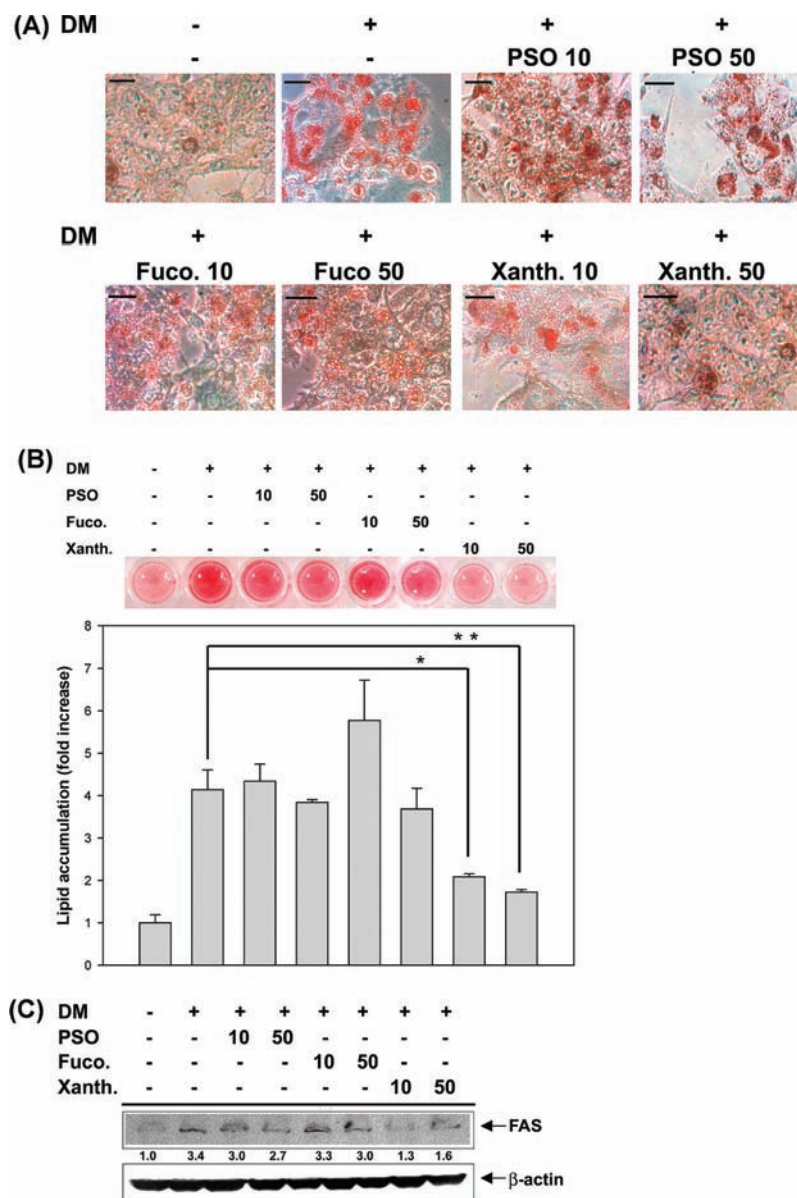 (A) DM - + + +
- - PSO 10 PSO 50
DM + + + +
Fuco. 10 Fuco 50 Xanth. 10 Xanth. 50
(B) DM - + + + + + + +
PSO - - 10 50 - - - -
Fuco. - - - - 10 50 - -
Xanth. - - - - - - 10 50
8
7
6
5
4
3
2
1
0
Lipid accumulation (fold increase)
* *
*
(C) DM - + + + + + + +
PSO - - 10 50 - - - -
Fuco. - - - - 10 50 - -
Xanth. - - - - - - 10 50
FAS
1.0 3.4 3.0 2.7 3.3 3.0 1.3 1.6
β-actin